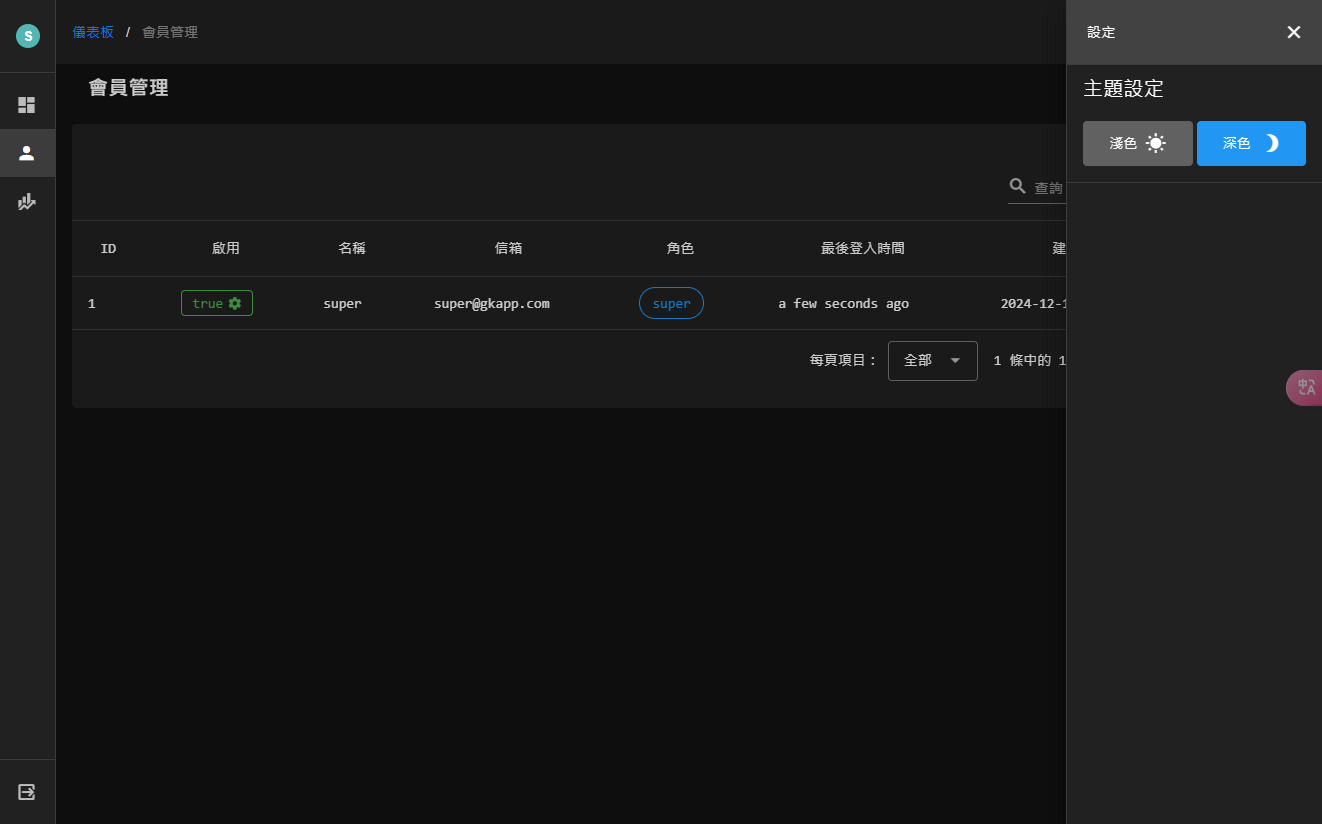 S
儀表板 / 會員管理
設定
會員管理
主題設定
淺色
深色
查詢
ID 啟用 名稱 信箱 角色 最後登入時間 建
1 true super super@gkapp.com super a few seconds ago 2024-12-1
每頁項目： 全部 1 條中的 1